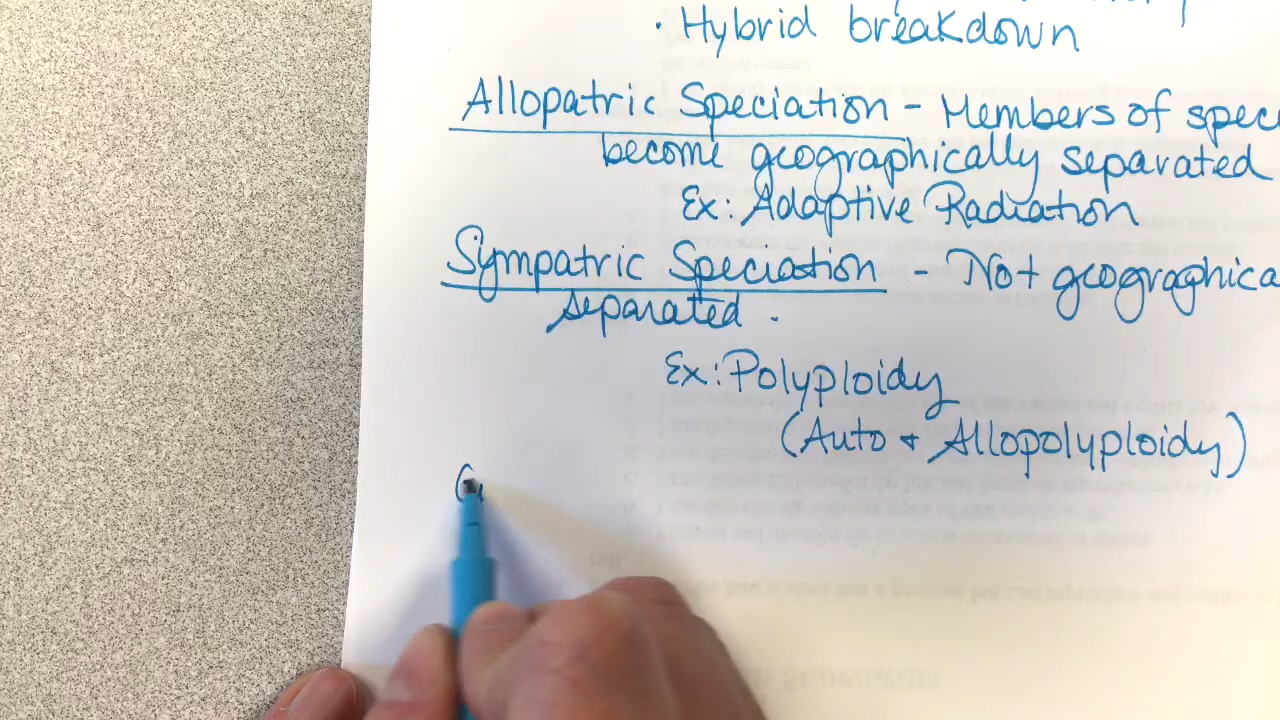 · Hybrid breakdown
Allopatric Speciation - Members of speci
become geographically separated
Ex: Adaptive Radiation
Sympatric Speciation - Not geographica
separated.
Ex: Polyploidy
(Auto + Allopolyploidy)
G